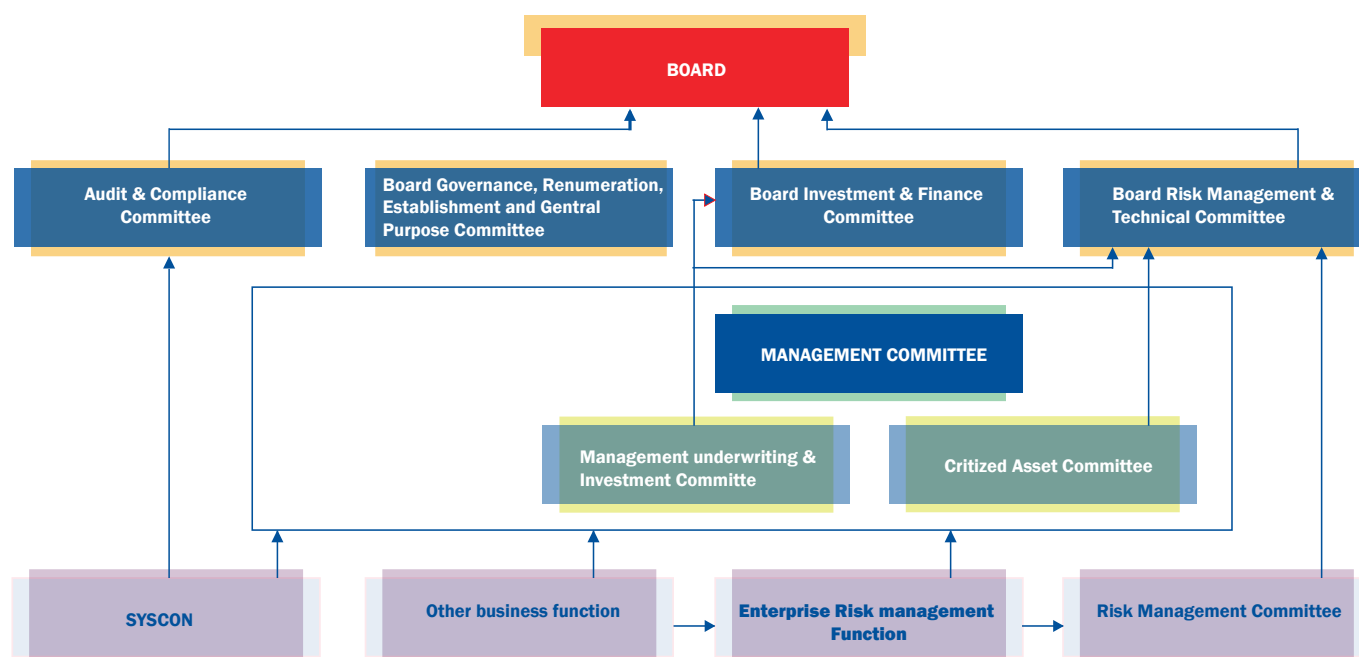 BOARD
Audit & Compliance
Committee
Board Governance, Renumeration,
Establishment and Gentral
Purpose Committee
Board Investment & Finance
Committee
Board Risk Management &
Technical Committee
MANAGEMENT COMMITTEE
Management underwriting &
Investment Committe
Critized Asset Committee
SYSCON
Other business function
Enterprise Risk management
Function
Risk Management Committee